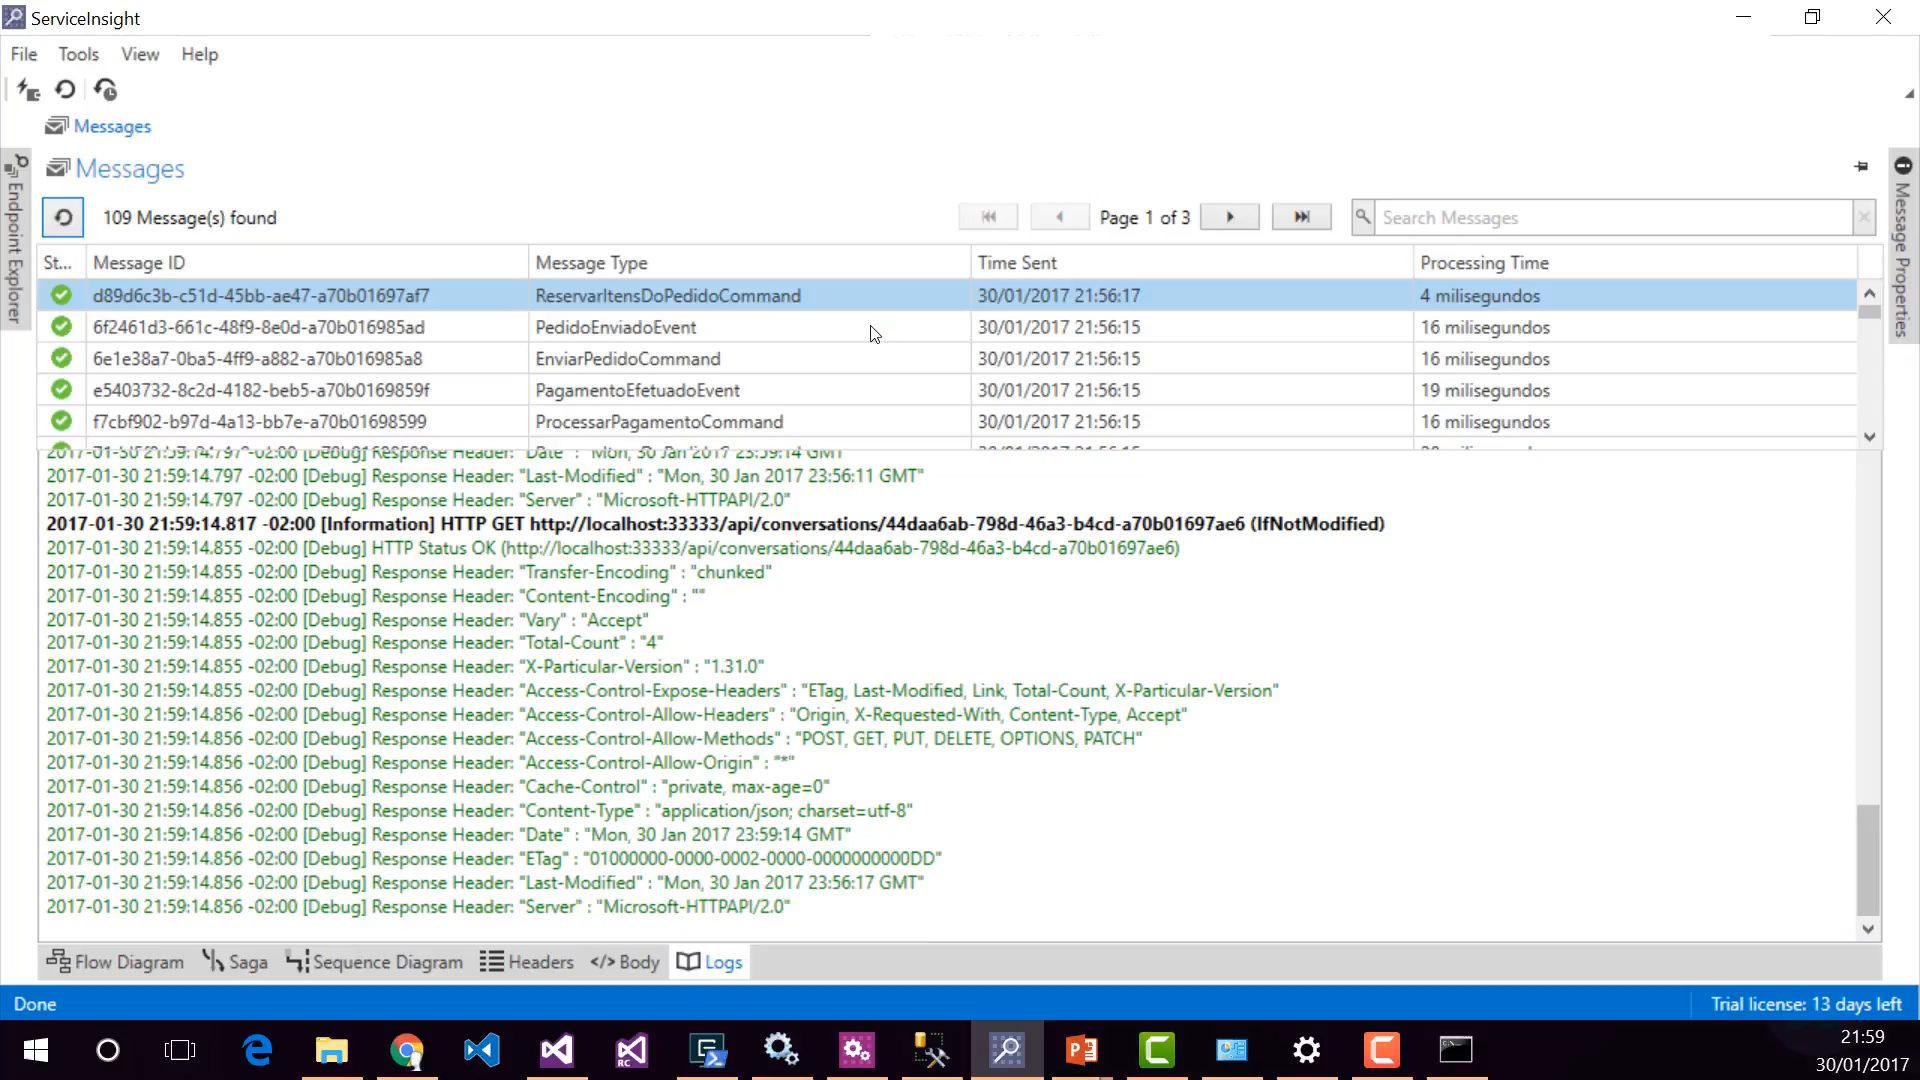 ServiceInsight
File Tools View Help
Messages
Messages
109 Message(s) found Page 1 of 3 Search Messages
St... Message ID Message Type Time Sent Processing Time
d89d6c3b-c51d-45bb-ae47-a70b01697af7 ReservarItensDoPedidoCommand 30/01/2017 21:56:17 4 milisegundos
6f2461d3-661c-48f9-8e0d-a70b016985ad PedidoEnviadoEvent 30/01/2017 21:56:15 16 milisegundos
6e1e38a7-0ba5-4ff9-a882-a70b016985a8 EnviarPedidoCommand 30/01/2017 21:56:15 16 milisegundos
e5403732-8c2d-4182-beb5-a70b0169859f PagamentoEfetuadoEvent 30/01/2017 21:56:15 19 milisegundos
f7cbf902-b97d-4a13-bb7e-a70b01698599 ProcessarPagamentoCommand 30/01/2017 21:56:15 16 milisegundos
2017-01-30 21:59:14.797 -02:00 [Debug] Response Header: "Date" : "Mon, 30 Jan 2017 23:59:14 GMT"
2017-01-30 21:59:14.797 -02:00 [Debug] Response Header: "Last-Modified" : "Mon, 30 Jan 2017 23:56:11 GMT"
2017-01-30 21:59:14.797 -02:00 [Debug] Response Header: "Server" : "Microsoft-HTTPAPI/2.0"
2017-01-30 21:59:14.817 -02:00 [Information] HTTP GET http://localhost:33333/api/conversations/44daa6ab-798d-46a3-b4cd-a70b01697ae6 (IfNotModified)
2017-01-30 21:59:14.855 -02:00 [Debug] HTTP Status OK (http://localhost:33333/api/conversations/44daa6ab-798d-46a3-b4cd-a70b01697ae6)
2017-01-30 21:59:14.855 -02:00 [Debug] Response Header: "Transfer-Encoding" : "chunked"
2017-01-30 21:59:14.855 -02:00 [Debug] Response Header: "Content-Encoding" : ""
2017-01-30 21:59:14.855 -02:00 [Debug] Response Header: "Vary" : "Accept"
2017-01-30 21:59:14.855 -02:00 [Debug] Response Header: "Total-Count" : "4"
2017-01-30 21:59:14.855 -02:00 [Debug] Response Header: "X-Particular-Version" : "1.31.0"
2017-01-30 21:59:14.855 -02:00 [Debug] Response Header: "Access-Control-Expose-Headers" : "ETag, Last-Modified, Link, Total-Count, X-Particular-Version"
2017-01-30 21:59:14.856 -02:00 [Debug] Response Header: "Access-Control-Allow-Headers" : "Origin, X-Requested-With, Content-Type, Accept"
2017-01-30 21:59:14.856 -02:00 [Debug] Response Header: "Access-Control-Allow-Methods" : "POST, GET, PUT, DELETE, OPTIONS, PATCH"
2017-01-30 21:59:14.856 -02:00 [Debug] Response Header: "Access-Control-Allow-Origin" : "*"
2017-01-30 21:59:14.856 -02:00 [Debug] Response Header: "Cache-Control" : "private, max-age=0"
2017-01-30 21:59:14.856 -02:00 [Debug] Response Header: "Content-Type" : "application/json; charset=utf-8"
2017-01-30 21:59:14.856 -02:00 [Debug] Response Header: "Date" : "Mon, 30 Jan 2017 23:59:14 GMT"
2017-01-30 21:59:14.856 -02:00 [Debug] Response Header: "ETag" : "01000000-0000-0002-0000-0000000000DD"
2017-01-30 21:59:14.856 -02:00 [Debug] Response Header: "Last-Modified" : "Mon, 30 Jan 2017 23:56:17 GMT"
2017-01-30 21:59:14.856 -02:00 [Debug] Response Header: "Server" : "Microsoft-HTTPAPI/2.0"
Flow Diagram Saga Sequence Diagram Headers </> Body Logs
Done Trial license: 13 days left
Endpoint Explorer
Message Properties
RC
21:59
30/01/2017